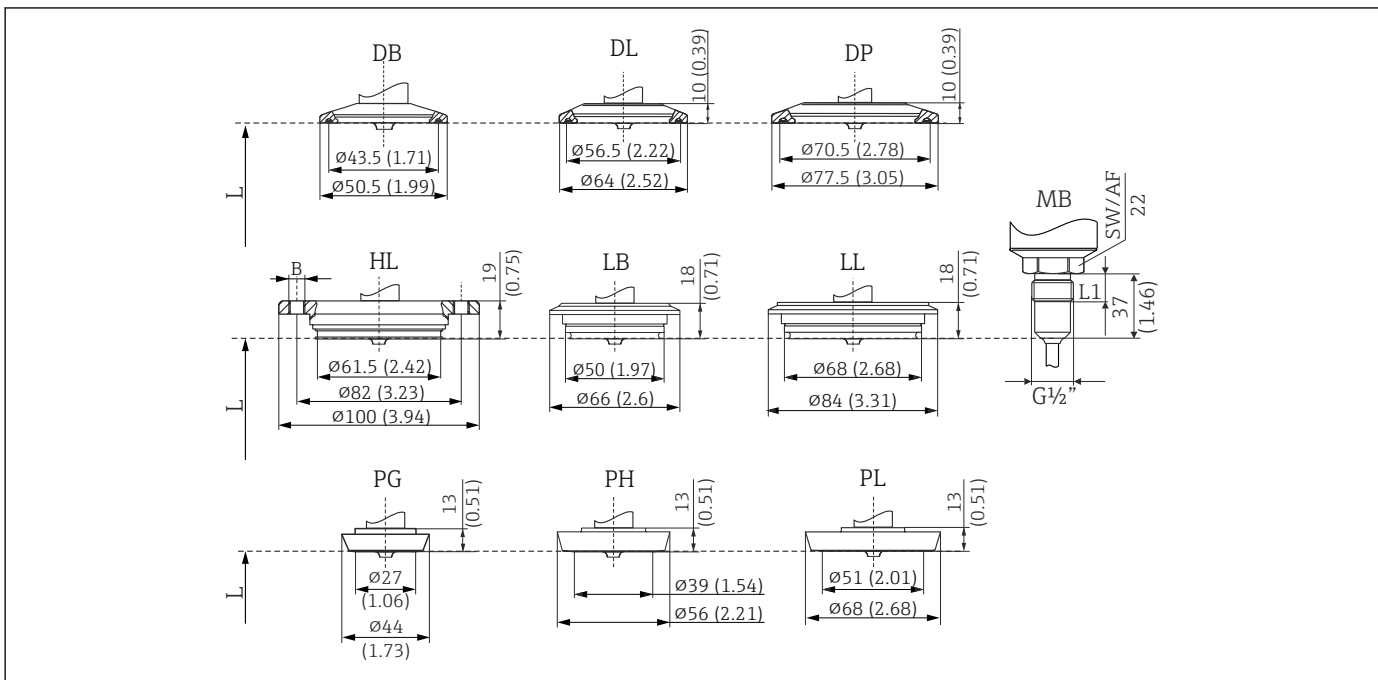 DB
DL
DP
10 (0.39)
10 (0.39)
Ø43.5 (1.71)
Ø50.5 (1.99)
Ø56.5 (2.22)
Ø64 (2.52)
Ø70.5 (2.78)
Ø77.5 (3.05)
L
MB
SW/AF
22
L1
37
(1.46)
G½”
B
HL
19
(0.75)
LB
18
(0.71)
LL
18
(0.71)
Ø61.5 (2.42)
Ø82 (3.23)
Ø100 (3.94)
Ø50 (1.97)
Ø66 (2.6)
Ø68 (2.68)
Ø84 (3.31)
L
PG
13
(0.51)
PH
13
(0.51)
PL
13
(0.51)
Ø27
(1.06)
Ø44
(1.73)
Ø39 (1.54)
Ø56 (2.21)
Ø51 (2.01)
Ø68 (2.68)
L